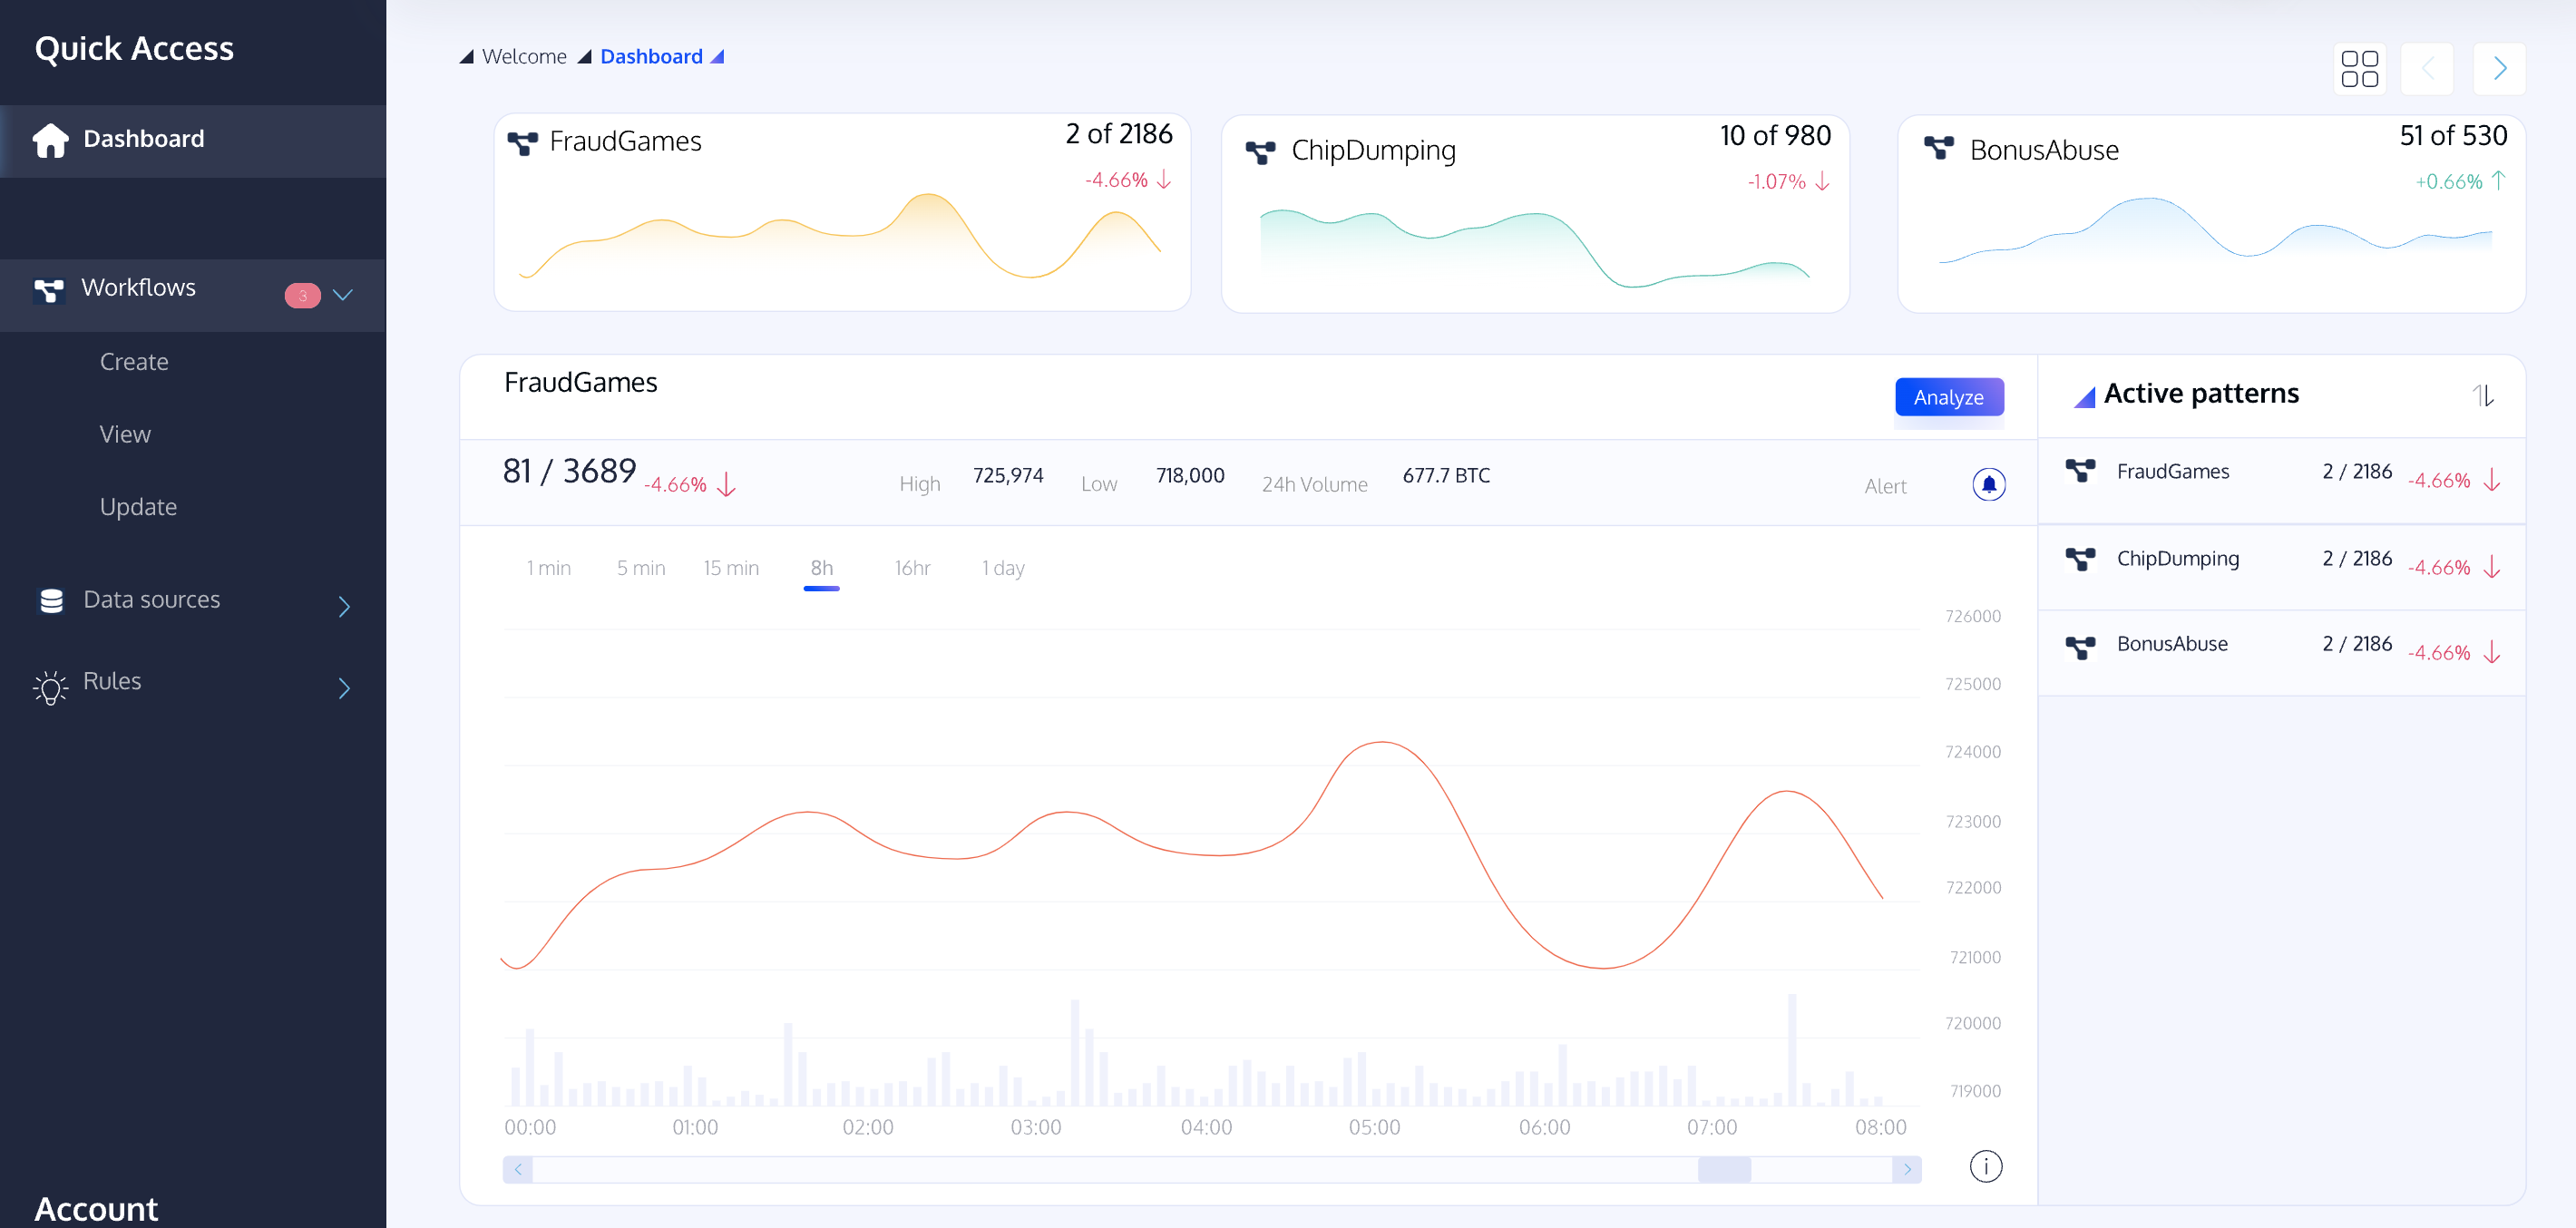 Quick Access
Dashboard
Workflows 3
Create
View
Update
Data sources
Rules
Account
Welcome Dashboard
FraudGames 2 of 2186
-4.66%
ChipDumping 10 of 980
-1.07%
BonusAbuse 51 of 530
+0.66%
FraudGames Analyze
81 / 3689 -4.66% High 725,974 Low 718,000 24h Volume 677.7 BTC Alert
1 min 5 min 15 min 8h 16hr 1 day
726000
725000
724000
723000
722000
721000
720000
719000
00:00 01:00 02:00 03:00 04:00 05:00 06:00 07:00 08:00
Active patterns
FraudGames 2 / 2186 -4.66%
ChipDumping 2 / 2186 -4.66%
BonusAbuse 2 / 2186 -4.66%